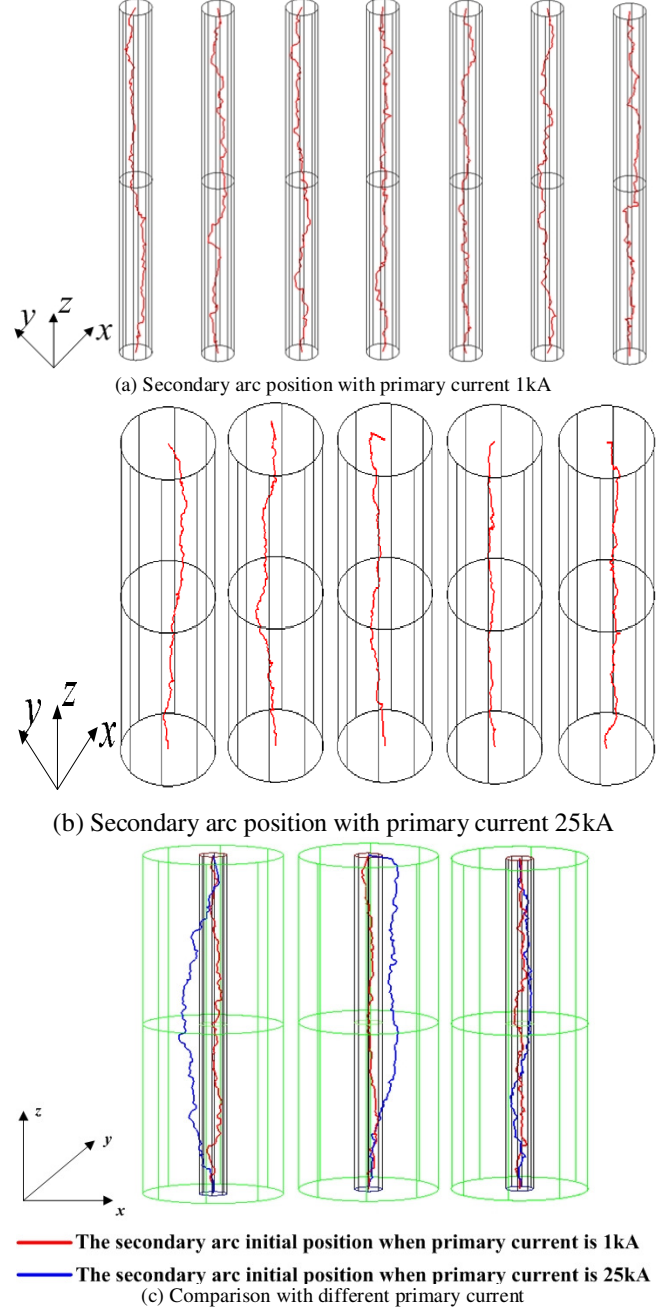 y z x
(a) Secondary arc position with primary current 1kA
y z x
(b) Secondary arc position with primary current 25kA
z
y
x
The secondary arc initial position when primary current is 1kA
The secondary arc initial position when primary current is 25kA
(c) Comparison with different primary current